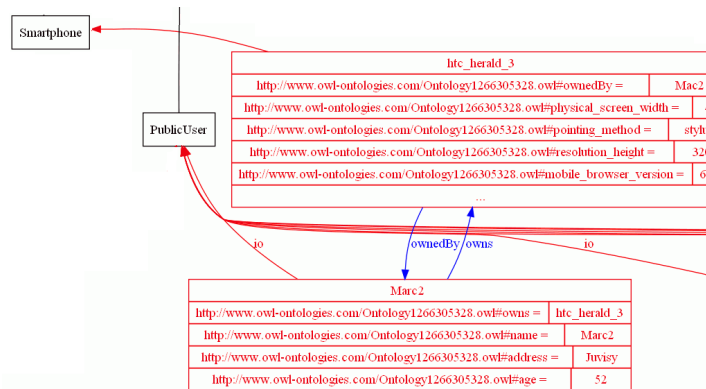 Smartphone
htc_herald_3
http://www.owl-ontologies.com/Ontology1266305328.owl#ownedBy = Mac2
http://www.owl-ontologies.com/Ontology1266305328.owl#physical_screen_width =
PublicUser
http://www.owl-ontologies.com/Ontology1266305328.owl#pointing_method = stylu
http://www.owl-ontologies.com/Ontology1266305328.owl#resolution_height = 320
http://www.owl-ontologies.com/Ontology1266305328.owl#mobile_browser_version = 6
...
io
ownedBy
owns
io
Marc2
http://www.owl-ontologies.com/Ontology1266305328.owl#owns = htc_herald_3
http://www.owl-ontologies.com/Ontology1266305328.owl#name = Marc2
http://www.owl-ontologies.com/Ontology1266305328.owl#address = Juvisy
http://www.owl-ontologies.com/Ontology1266305328.owl#age = 52